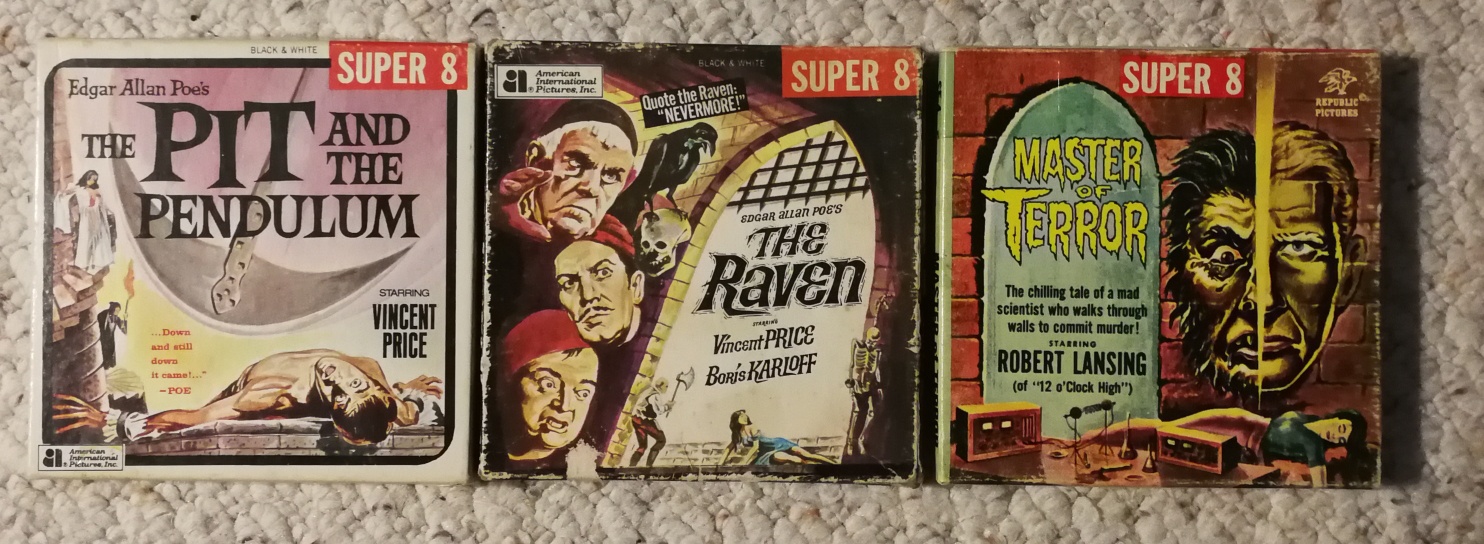 BLACK & WHITE
SUPER 8
Edgar Allan Poe's
THE PIT AND THE PENDULUM
STARRING
VINCENT
PRICE
...Down
and still
down
it came!..."
—POE
ai American
International
® Pictures, Inc.
BLACK & WHITE
SUPER 8
ai American
International
® Pictures, Inc.
Quote the Raven:
"NEVERMORE!"
EDGAR ALLAN POE'S
THE
RAVEN
STARRING
Vincent PRICE
Boris KARLOFF
SUPER 8
REPUBLIC ©
PICTURES
MASTER
OF
TERROR
The chilling tale of a mad
scientist who walks through
walls to commit murder!
STARRING
ROBERT LANSING
(of "12 o'Clock High")